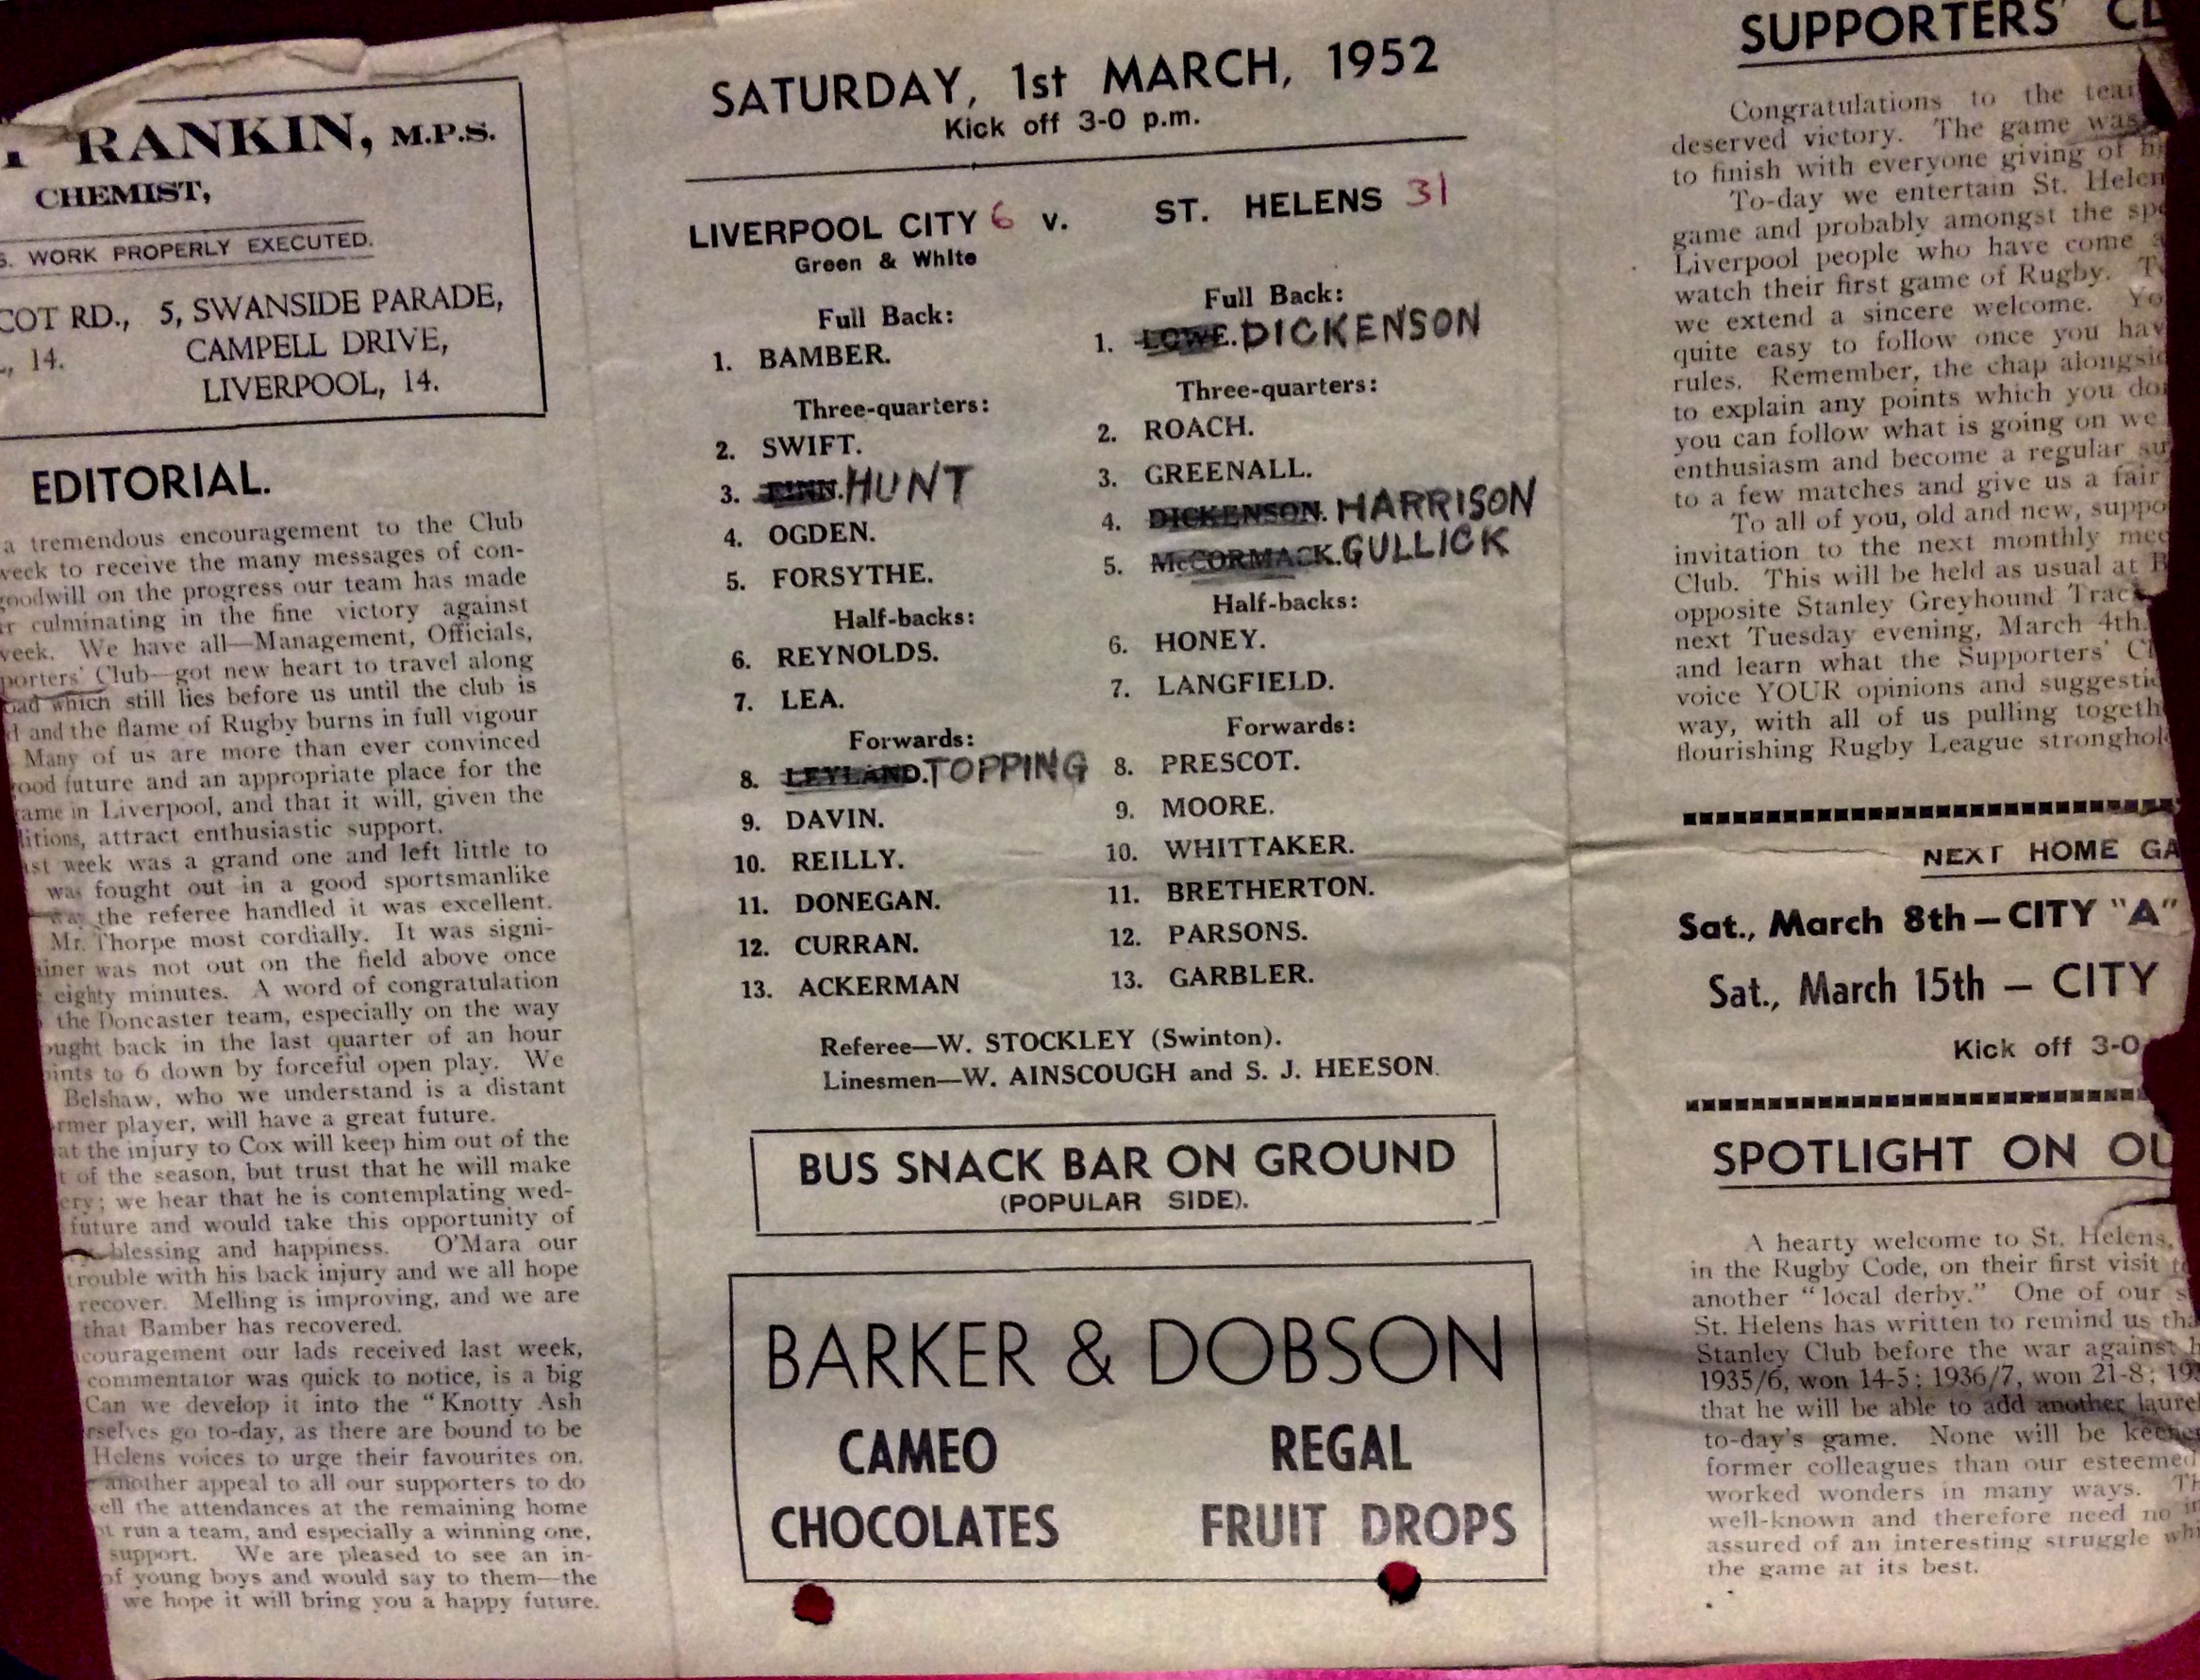 RANKIN, M.P.S.
CHEMIST,
WORK PROPERLY EXECUTED.
COT RD., 5, SWANSIDE PARADE,
14. CAMPELL DRIVE,
LIVERPOOL, 14.
EDITORIAL.
a tremendous encouragement to the Club
week to receive the many messages of con-
goodwill on the progress our team has made
culminating in the fine victory against
week. We have all—Management, Officials,
porters' Club—got new heart to travel along
which still lies before us until the club is
and the flame of Rugby burns in full vigour
Many of us are more than ever convinced
good future and an appropriate place for the
game in Liverpool, and that it will, given the
attract enthusiastic support.
week was a grand one and left little to
was fought out in a good sportsmanlike
the referee handled it was excellent.
Mr. Thorpe most cordially. It was signi-
was not out on the field above once
eighty minutes. A word of congratulation
the Doncaster team, especially on the way
back in the last quarter of an hour
to 6 down by forceful open play. We
Belshaw, who we understand is a distant
player, will have a great future.
the injury to Cox will keep him out of the
of the season, but trust that he will make
we hear that he is contemplating wed-
future and would take this opportunity of
blessing and happiness. O'Mara our
trouble with his back injury and we all hope
recover. Melling is improving, and we are
that Bamber has recovered.
couragement our lads received last week,
commentator was quick to notice, is a big
Can we develop it into the "Knotty Ash
rselves go to-day, as there are bound to be
Helens voices to urge their favourites on.
another appeal to all our supporters to do
the attendances at the remaining home
run a team, and especially a winning one,
support. We are pleased to see an in-
of young boys and would say to them—the
we hope it will bring you a happy future.
SATURDAY, 1st MARCH, 1952
Kick off 3-0 p.m.
LIVERPOOL CITY 6 v. ST. HELENS 31
Green & White
Full Back: Full Back:
1. BAMBER. 1. LOWE. DICKENSON
Three-quarters: Three-quarters:
2. SWIFT. 2. ROACH.
3. HUNT 3. GREENALL.
4. OGDEN. 4. DICKENSON. HARRISON
5. FORSYTHE. 5. McCORMACK. GULLICK
Half-backs: Half-backs:
6. REYNOLDS. 6. HONEY.
7. LEA. 7. LANGFIELD.
Forwards: Forwards:
8. LEYLAND. TOPPING 8. PRESCOT.
9. DAVIN. 9. MOORE.
10. REILLY. 10. WHITTAKER.
11. DONEGAN. 11. BRETHERTON.
12. CURRAN. 12. PARSONS.
13. ACKERMAN 13. GARBLER.
Referee—W. STOCKLEY (Swinton).
Linesmen—W. AINSCOUGH and S. J. HEESON.
BUS SNACK BAR ON GROUND
(POPULAR SIDE).
BARKER & DOBSON
CAMEO REGAL
CHOCOLATES FRUIT DROPS
SUPPORTERS' CL
Congratulations to the tea
deserved victory. The game was
to finish with everyone giving of
To-day we entertain St. Helen
game and probably amongst the spe
Liverpool people who have come
watch their first game of Rugby.
we extend a sincere welcome. Yo
quite easy to follow once you hav
rules. Remember, the chap alongsi
to explain any points which you do
you can follow what is going on we
enthusiasm and become a regular su
to a few matches and give us a fair
To all of you, old and new, suppo
invitation to the next monthly mee
Club. This will be held as usual at
opposite Stanley Greyhound Track
next Tuesday evening, March 4th.
and learn what the Supporters' Cl
voice YOUR opinions and suggesti
way, with all of us pulling togeth
flourishing Rugby League stronghol
NEXT HOME GA
Sat., March 8th—CITY "A"
Sat., March 15th — CITY
Kick off 3-0
SPOTLIGHT ON OU
A hearty welcome to St. Helens,
in the Rugby Code, on their first visit
another "local derby." One of our
St. Helens has written to remind us tha
Stanley Club before the war against
1935/6, won 14-5; 1936/7, won 21-8; 193
that he will be able to add another laurel
to-day's game. None will be keener
former colleagues than our esteemed
worked wonders in many ways. Th
well-known and therefore need no in
assured of an interesting struggle whi
the game at its best.